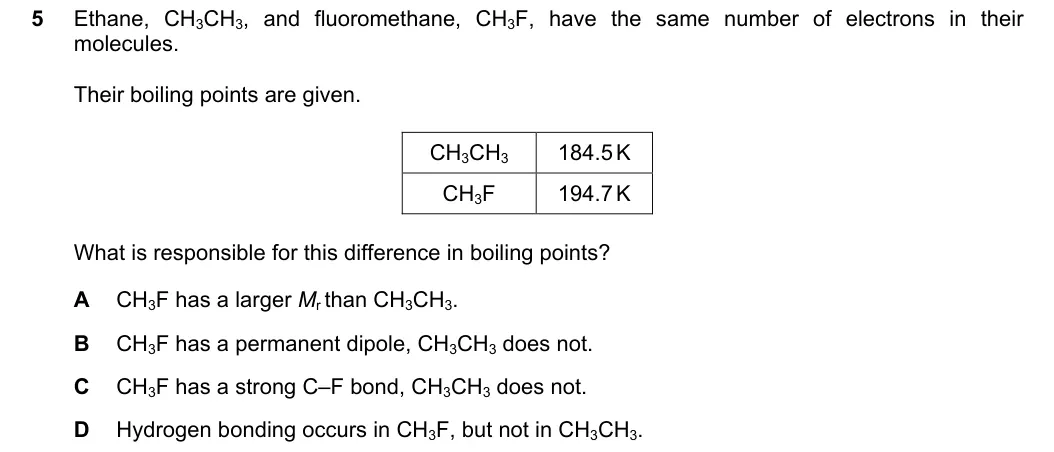 5 Ethane, CH₃CH₃, and fluoromethane, CH₃F, have the same number of electrons in their
molecules.
Their boiling points are given.
CH₃CH₃ 184.5 K
CH₃F 194.7 K
What is responsible for this difference in boiling points?
A CH₃F has a larger Mᵣ than CH₃CH₃.
B CH₃F has a permanent dipole, CH₃CH₃ does not.
C CH₃F has a strong C–F bond, CH₃CH₃ does not.
D Hydrogen bonding occurs in CH₃F, but not in CH₃CH₃.